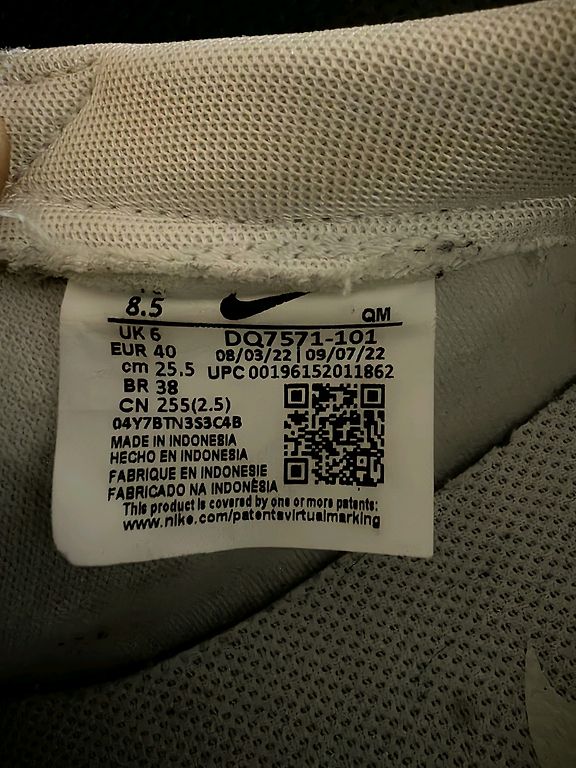 8.5
QM
UK 6
DQ7571-101
EUR 40
08/03/22 | 09/07/22
cm 25.5
UPC 00196152011862
BR 38
CN 255(2.5)
04Y7BTN3S3C4B
MADE IN INDONESIA
HECHO EN INDONESIA
FABRIQUE EN INDONESIE
FABRICADO NA INDONÉSIA
This product is covered by one or more patents:
www.nike.com/patentsvirtualmarking